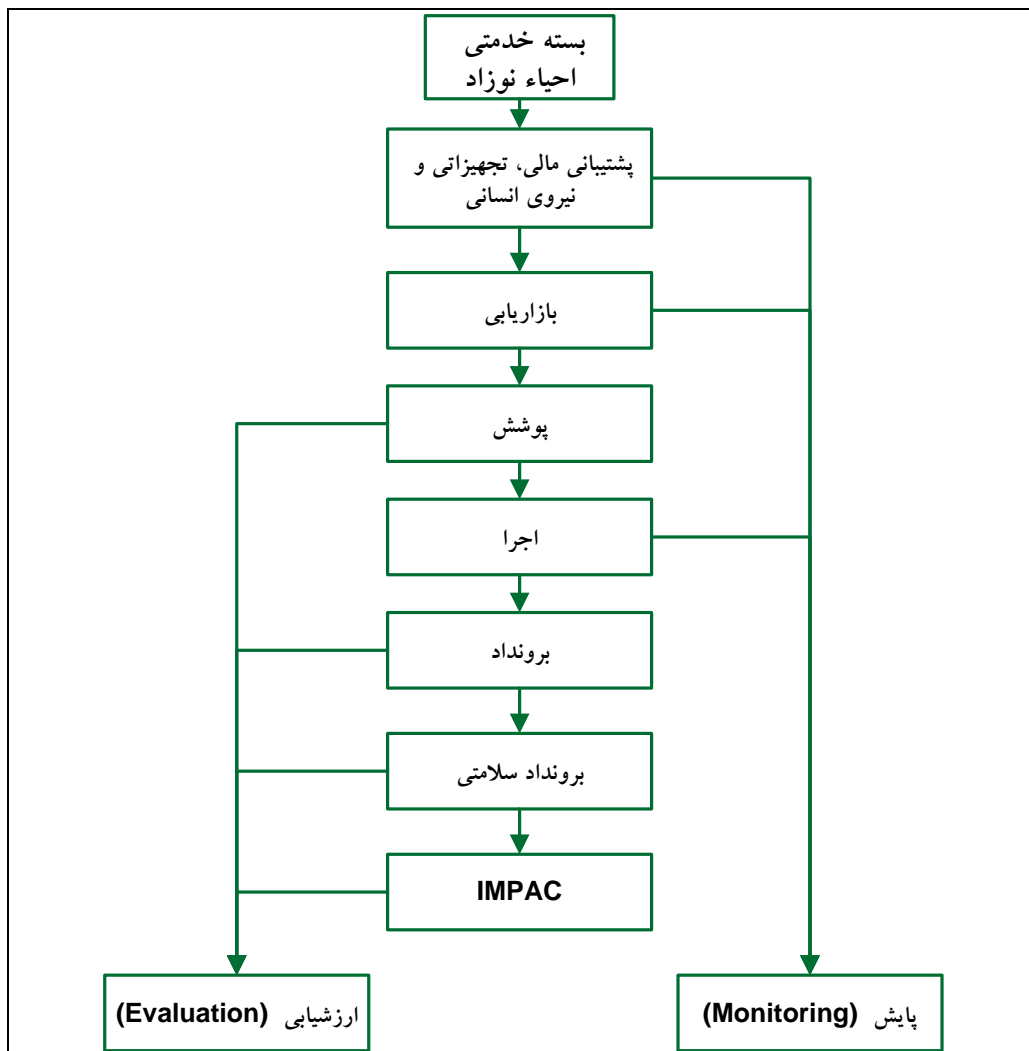 بسته خدمتی
احیاء نوزاد
پشتیبانی مالی، تجهیزاتی و
نیروی انسانی
بازاریابی
پوشش
اجرا
برونداد
برونداد سلامتی
IMPAC
پایش (Monitoring)
ارزشیابی (Evaluation)